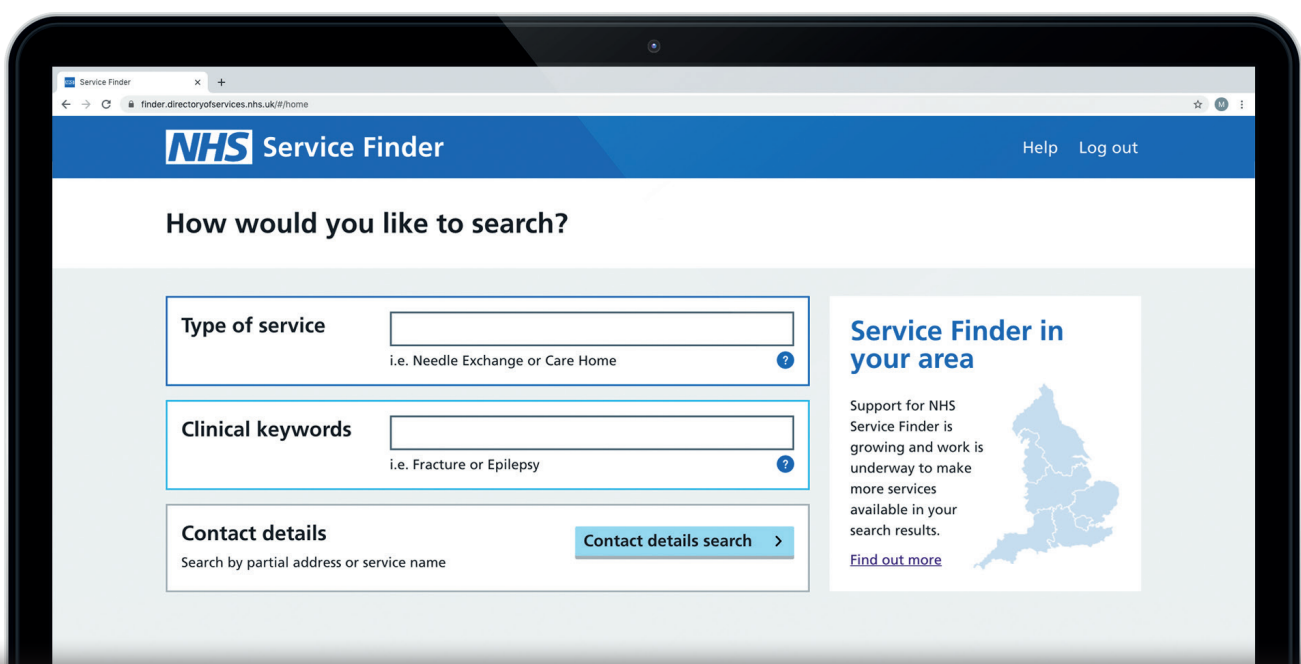 Service Finder
finder.directoryofservices.nhs.uk/#/home
M
NHS Service Finder
Help Log out
How would you like to search?
Type of service
i.e. Needle Exchange or Care Home
?
Clinical keywords
i.e. Fracture or Epilepsy
?
Contact details
Search by partial address or service name
Contact details search
Service Finder in
your area
Support for NHS
Service Finder is
growing and work is
underway to make
more services
available in your
search results.
Find out more